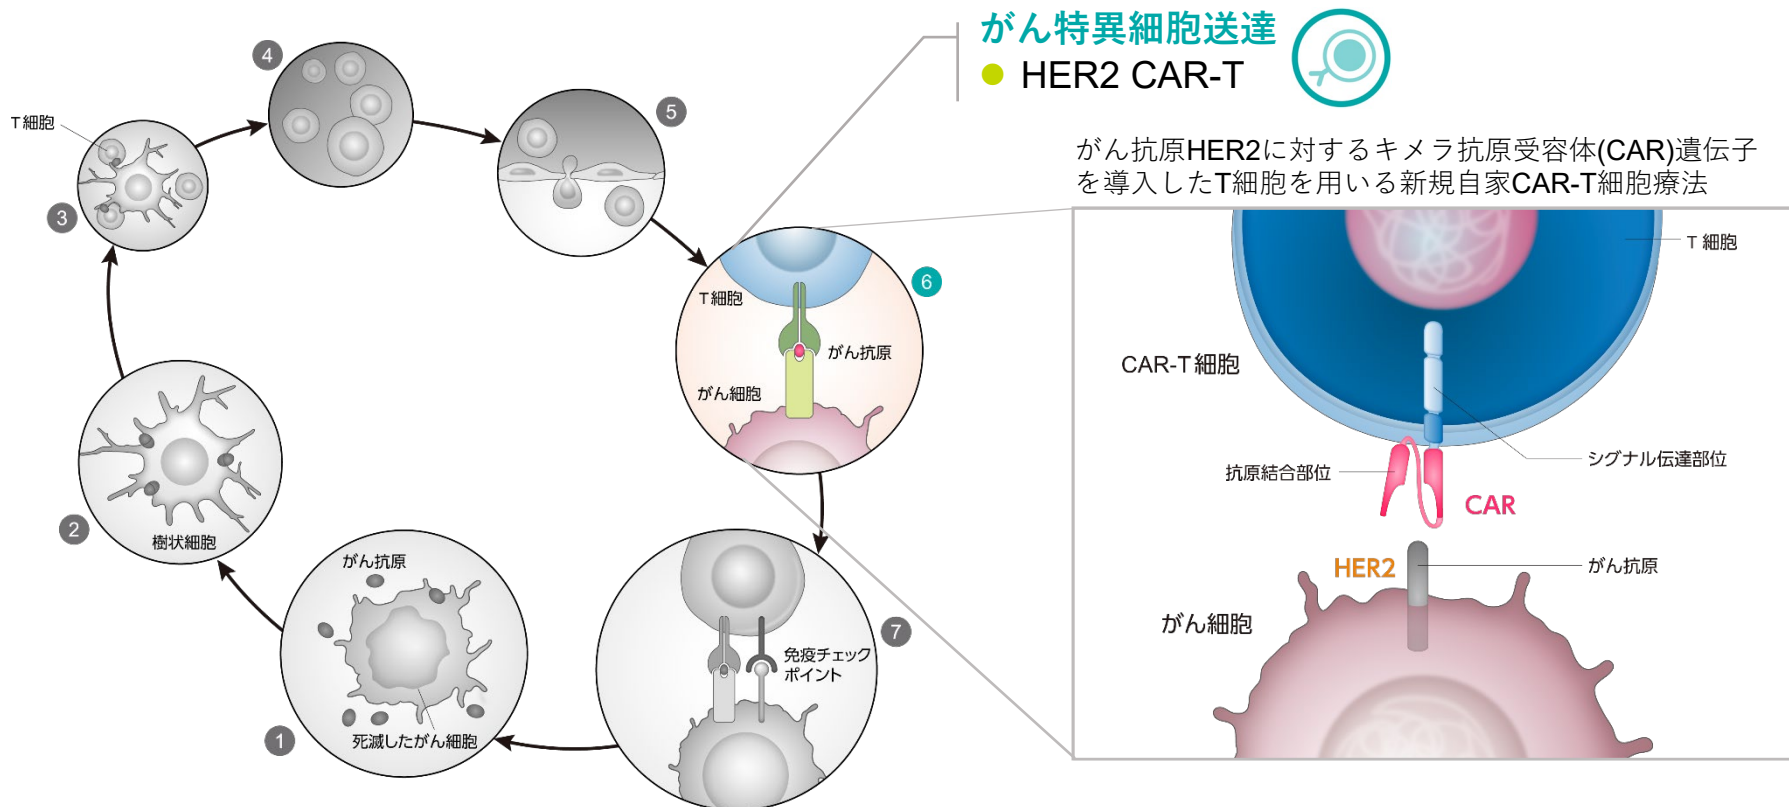 がん特異細胞送達
● HER2 CAR-T
がん抗原HER2に対するキメラ抗原受容体(CAR)遺伝子
を導入したT細胞を用いる新規自家CAR-T細胞療法
4
5
T細胞
3
6
T細胞
がん抗原
がん細胞
2
樹状細胞
がん抗原
1
死滅したがん細胞
7
免疫チェック
ポイント
T細胞
CAR-T細胞
シグナル伝達部位
抗原結合部位
CAR
HER2
がん抗原
がん細胞